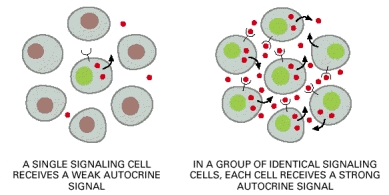 A SINGLE SIGNALING CELL
RECEIVES A WEAK AUTOCRINE
SIGNAL
IN A GROUP OF IDENTICAL SIGNALING
CELLS, EACH CELL RECEIVES A STRONG
AUTOCRINE SIGNAL